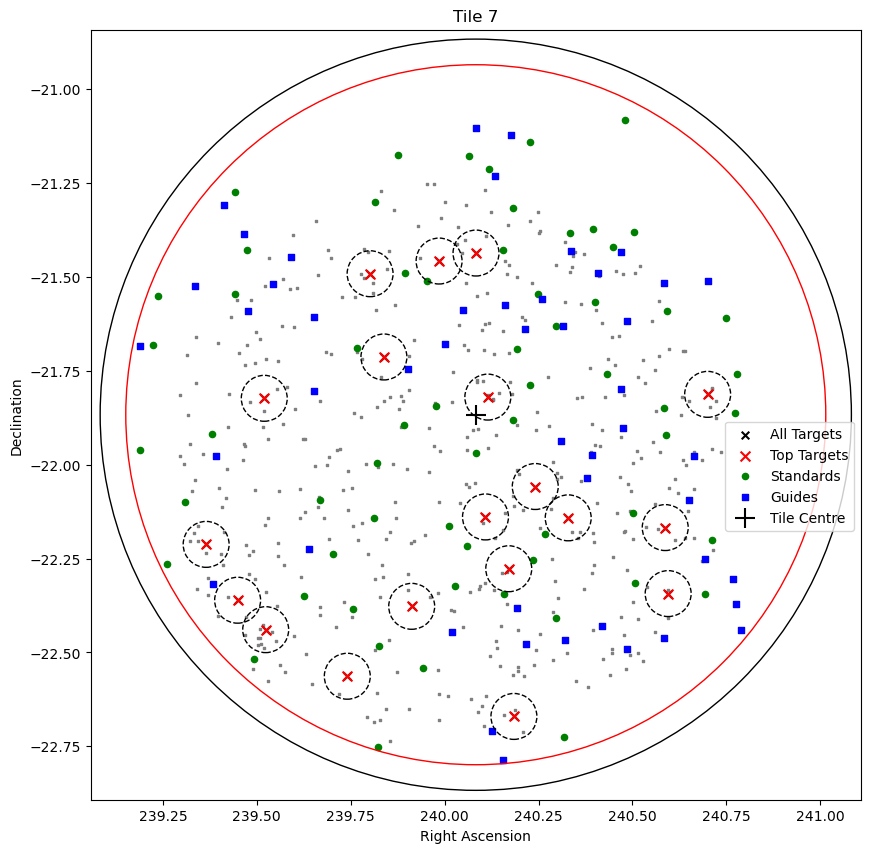 Tile 7
−21.00
−21.25
−21.50
−21.75
−22.00
−22.25
−22.50
−22.75
Declination
All Targets
Top Targets
Standards
Guides
Tile Centre
239.25 239.50 239.75 240.00 240.25 240.50 240.75 241.00
Right Ascension